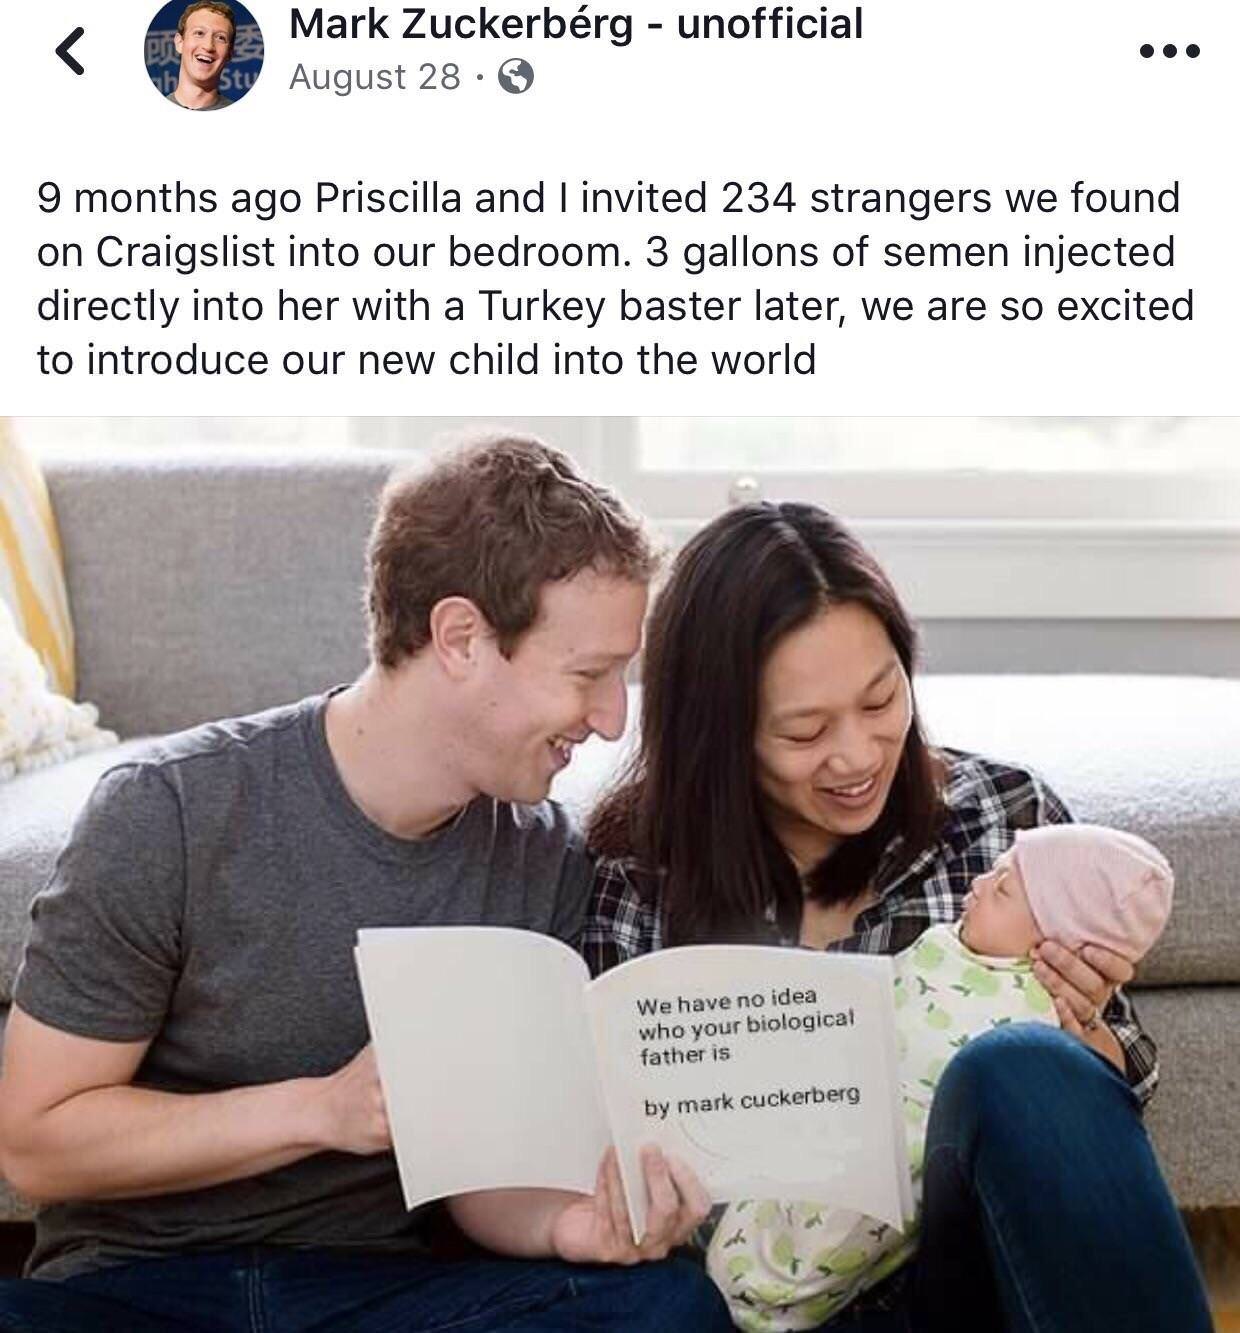 Mark Zuckerbérg - unofficial
August 28 ·
9 months ago Priscilla and I invited 234 strangers we found
on Craigslist into our bedroom. 3 gallons of semen injected
directly into her with a Turkey baster later, we are so excited
to introduce our new child into the world
We have no idea
who your biological
father is
by mark cuckerberg